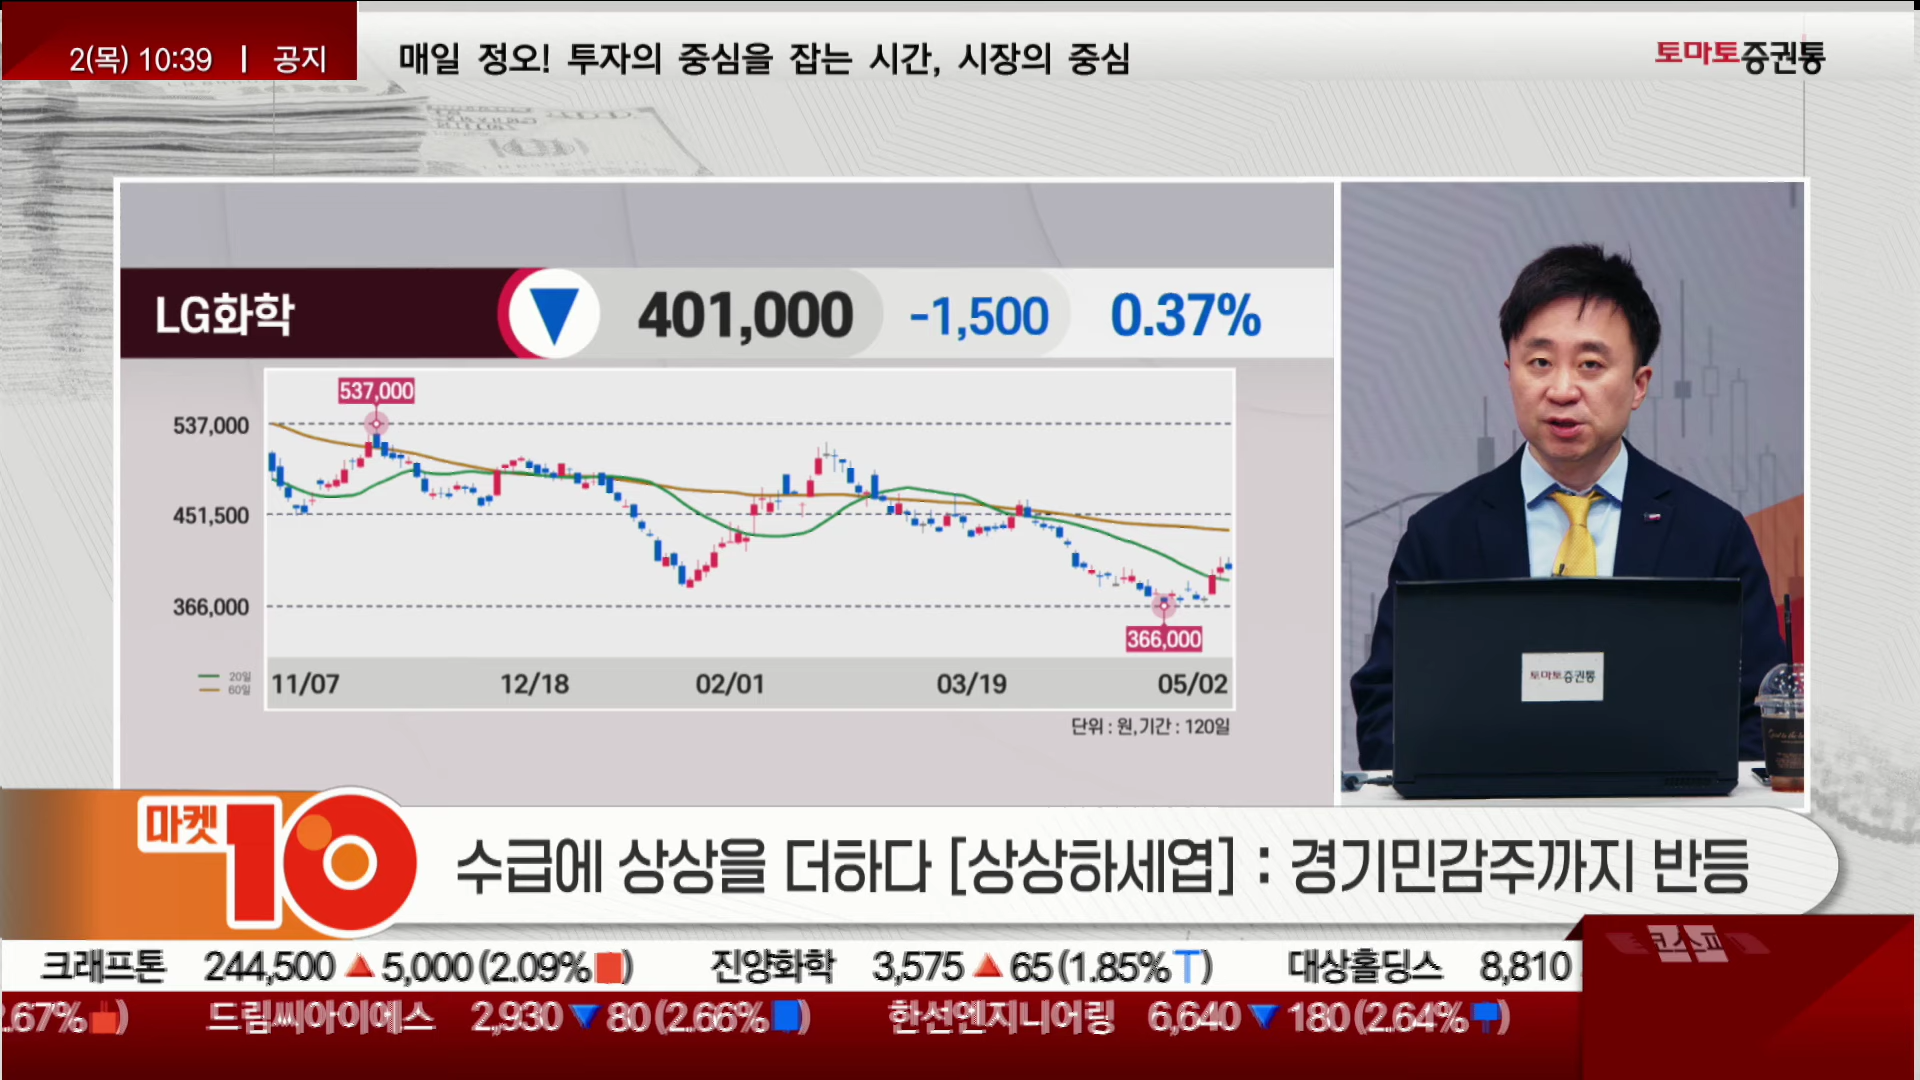 2(목) 10:39 | 공지
매일 정오! 투자의 중심을 잡는 시간, 시장의 중심
토마토증권통
LG화학 ▼ 401,000 -1,500 0.37%
537,000
537,000
451,500
366,000
366,000
20일
60일
11/07 12/18 02/01 03/19 05/02
단위 : 원, 기간 : 120일
토마토증권통
마켓10
수급에 상상을 더하다 [상상하세엽] : 경기민감주까지 반등
크래프톤 244,500 ▲ 5,000 (2.09%) 진양화학 3,575 ▲ 65 (1.85%) 대상홀딩스 8,810
코스피
2.67%) 드림씨아이에스 2,930 ▼ 80 (2.66%) 한선엔지니어링 6,640 ▼ 180 (2.64%)